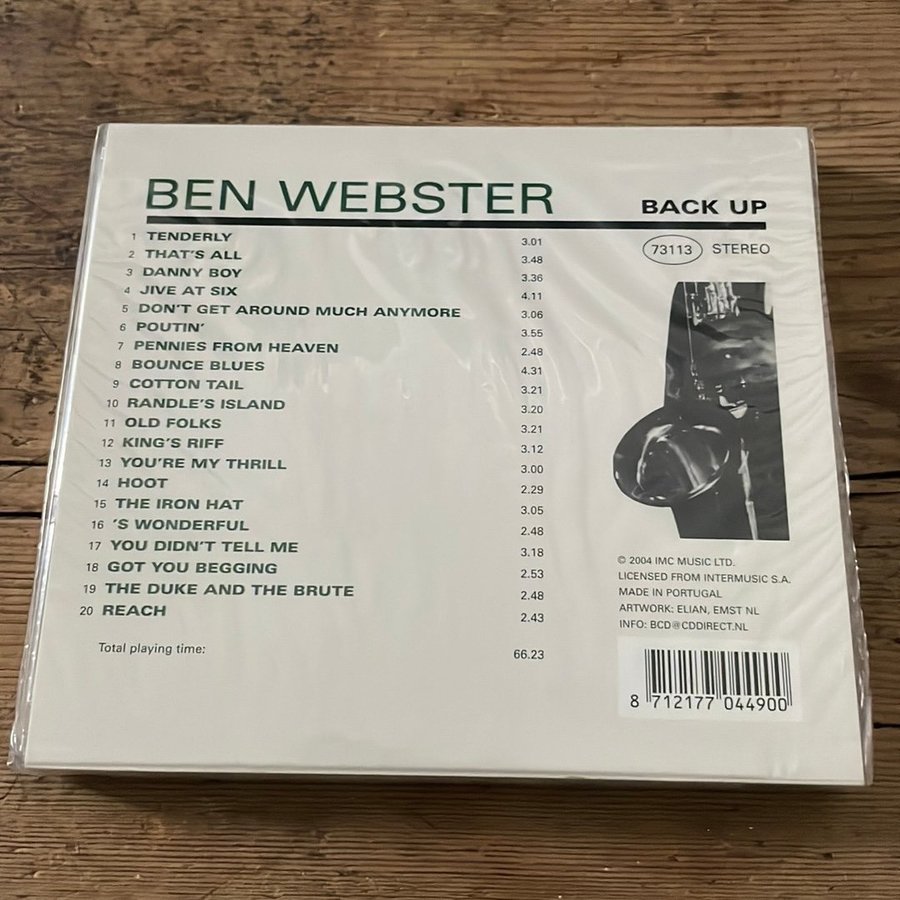 BEN WEBSTER
BACK UP
1 TENDERLY 3.01
2 THAT'S ALL 3.48
3 DANNY BOY 3.36
4 JIVE AT SIX 4.11
5 DON'T GET AROUND MUCH ANYMORE 3.06
6 POUTIN' 3.55
7 PENNIES FROM HEAVEN 2.48
8 BOUNCE BLUES 4.31
9 COTTON TAIL 3.21
10 RANDLE'S ISLAND 3.20
11 OLD FOLKS 3.21
12 KING'S RIFF 3.12
13 YOU'RE MY THRILL 3.00
14 HOOT 2.29
15 THE IRON HAT 3.05
16 'S WONDERFUL 2.48
17 YOU DIDN'T TELL ME 3.18
18 GOT YOU BEGGING 2.53
19 THE DUKE AND THE BRUTE 2.48
20 REACH 2.43
Total playing time: 66.23
73113 STEREO
© 2004 IMC MUSIC LTD.
LICENSED FROM INTERMUSIC S.A.
MADE IN PORTUGAL
ARTWORK: ELIAN, EMST NL
INFO: BCD@CDDIRECT.NL
8 712177 044900